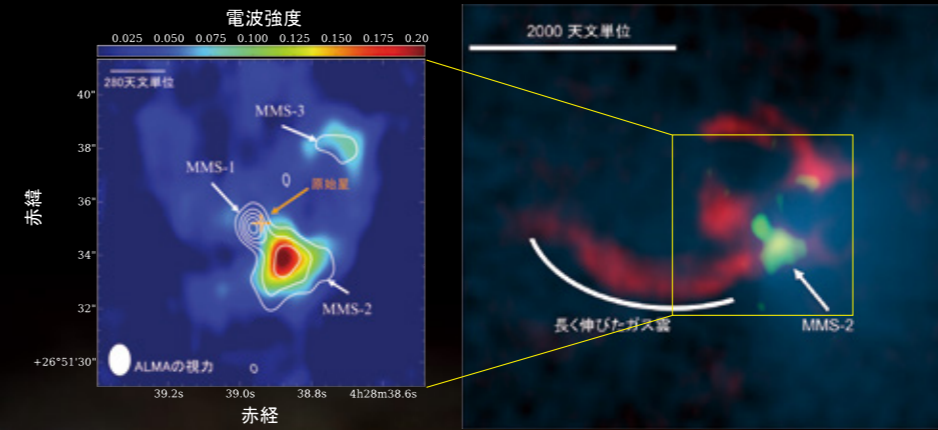 電波強度
0.025 0.050 0.075 0.100 0.125 0.150 0.175 0.20
280天文単位
40"
38"
36"
34"
32"
+26°51'30"
赤緯
MMS-3
MMS-1
原始星
MMS-2
ALMAの視力
39.2s 39.0s 38.8s 4h28m38.6s
赤経
2000 天文単位
長く伸びたガス雲
MMS-2